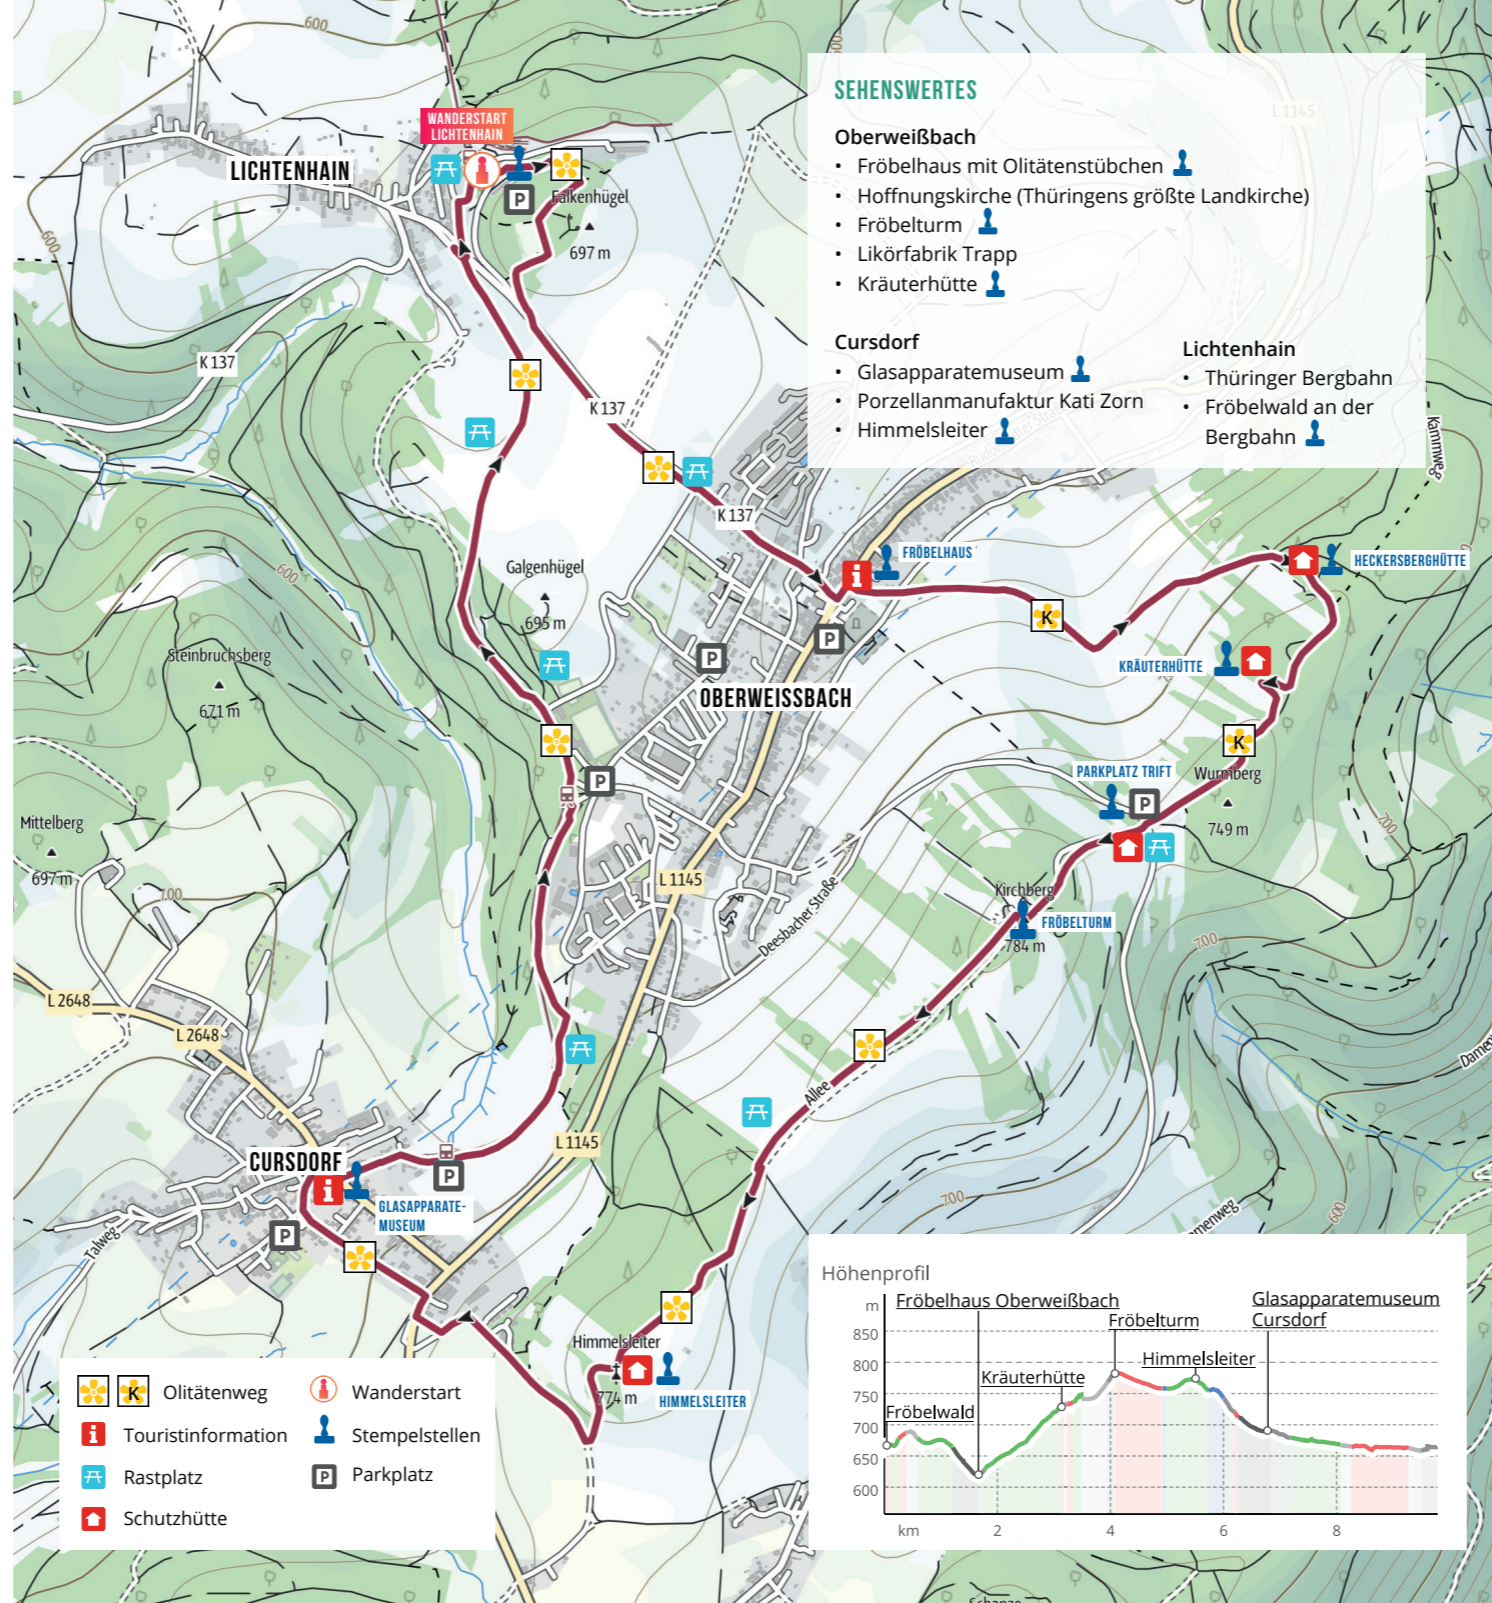 600
600
L 1145
SEHENSWERTES
Oberweißbach
• Fröbelhaus mit Olitätenstübchen
• Hoffnungskirche (Thüringens größte Landkirche)
• Fröbelturm
• Likörfabrik Trapp
• Kräuterhütte
Cursdorf
• Glasapparatemuseum
• Porzellanmanufaktur Kati Zorn
• Himmelsleiter
Lichtenhain
• Thüringer Bergbahn
• Fröbelwald an der
Bergbahn
WANDERSTART
LICHTENHAIN
LICHTENHAIN
P
Falkenhügel
697 m
600
K 137
K 137
Kammweg
K 137
FRÖBELHAUS
HECKERSBERGHÜTTE
Galgenhügel
695 m
600
K
P
P
KRÄUTERHÜTTE
Steinbruchsberg
671 m
OBERWEISSBACH
K
PARKPLATZ TRIFT
Wurmberg
P
P
749 m
700
Mittelberg
697 m
700
L 1145
Deesbacher Straße
Kirchberg
FRÖBELTURM
784 m
700
L 2648
L 2648
Allee
L 1145
CURSDORF
P
GLASAPPARATE-
MUSEUM
P
Talweg
700
600
Himmelsleiter
774 m
HIMMELSLEITER
K Olitätenweg
Touristinformation
Rastplatz
Schutzhütte
Wanderstart
Stempelstellen
P Parkplatz
Höhenprofil
m
850
800
750
700
650
600
Fröbelhaus Oberweißbach
Glasapparatemuseum
Cursdorf
Fröbelturm
Himmelsleiter
Kräuterhütte
Fröbelwald
km 2 4 6 8